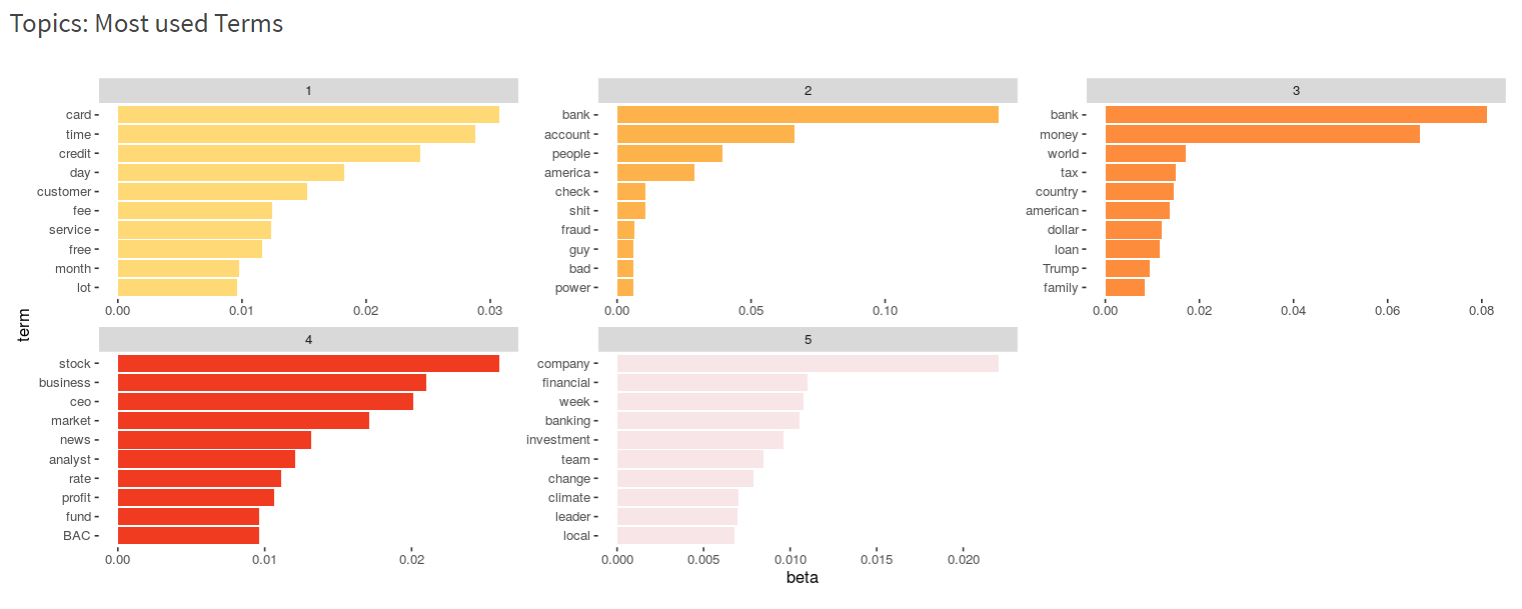 Topics: Most used Terms
1
card
time
credit
day
customer
fee
service
free
month
lot
0.00 0.01 0.02 0.03
2
bank
account
people
america
check
shit
fraud
guy
bad
power
0.00 0.05 0.10
3
bank
money
world
tax
country
american
dollar
loan
Trump
family
0.00 0.02 0.04 0.06 0.08
term
4
stock
business
ceo
market
news
analyst
rate
profit
fund
BAC
0.00 0.01 0.02
5
company
financial
week
banking
investment
team
change
climate
leader
local
0.000 0.005 0.010 0.015 0.020
beta